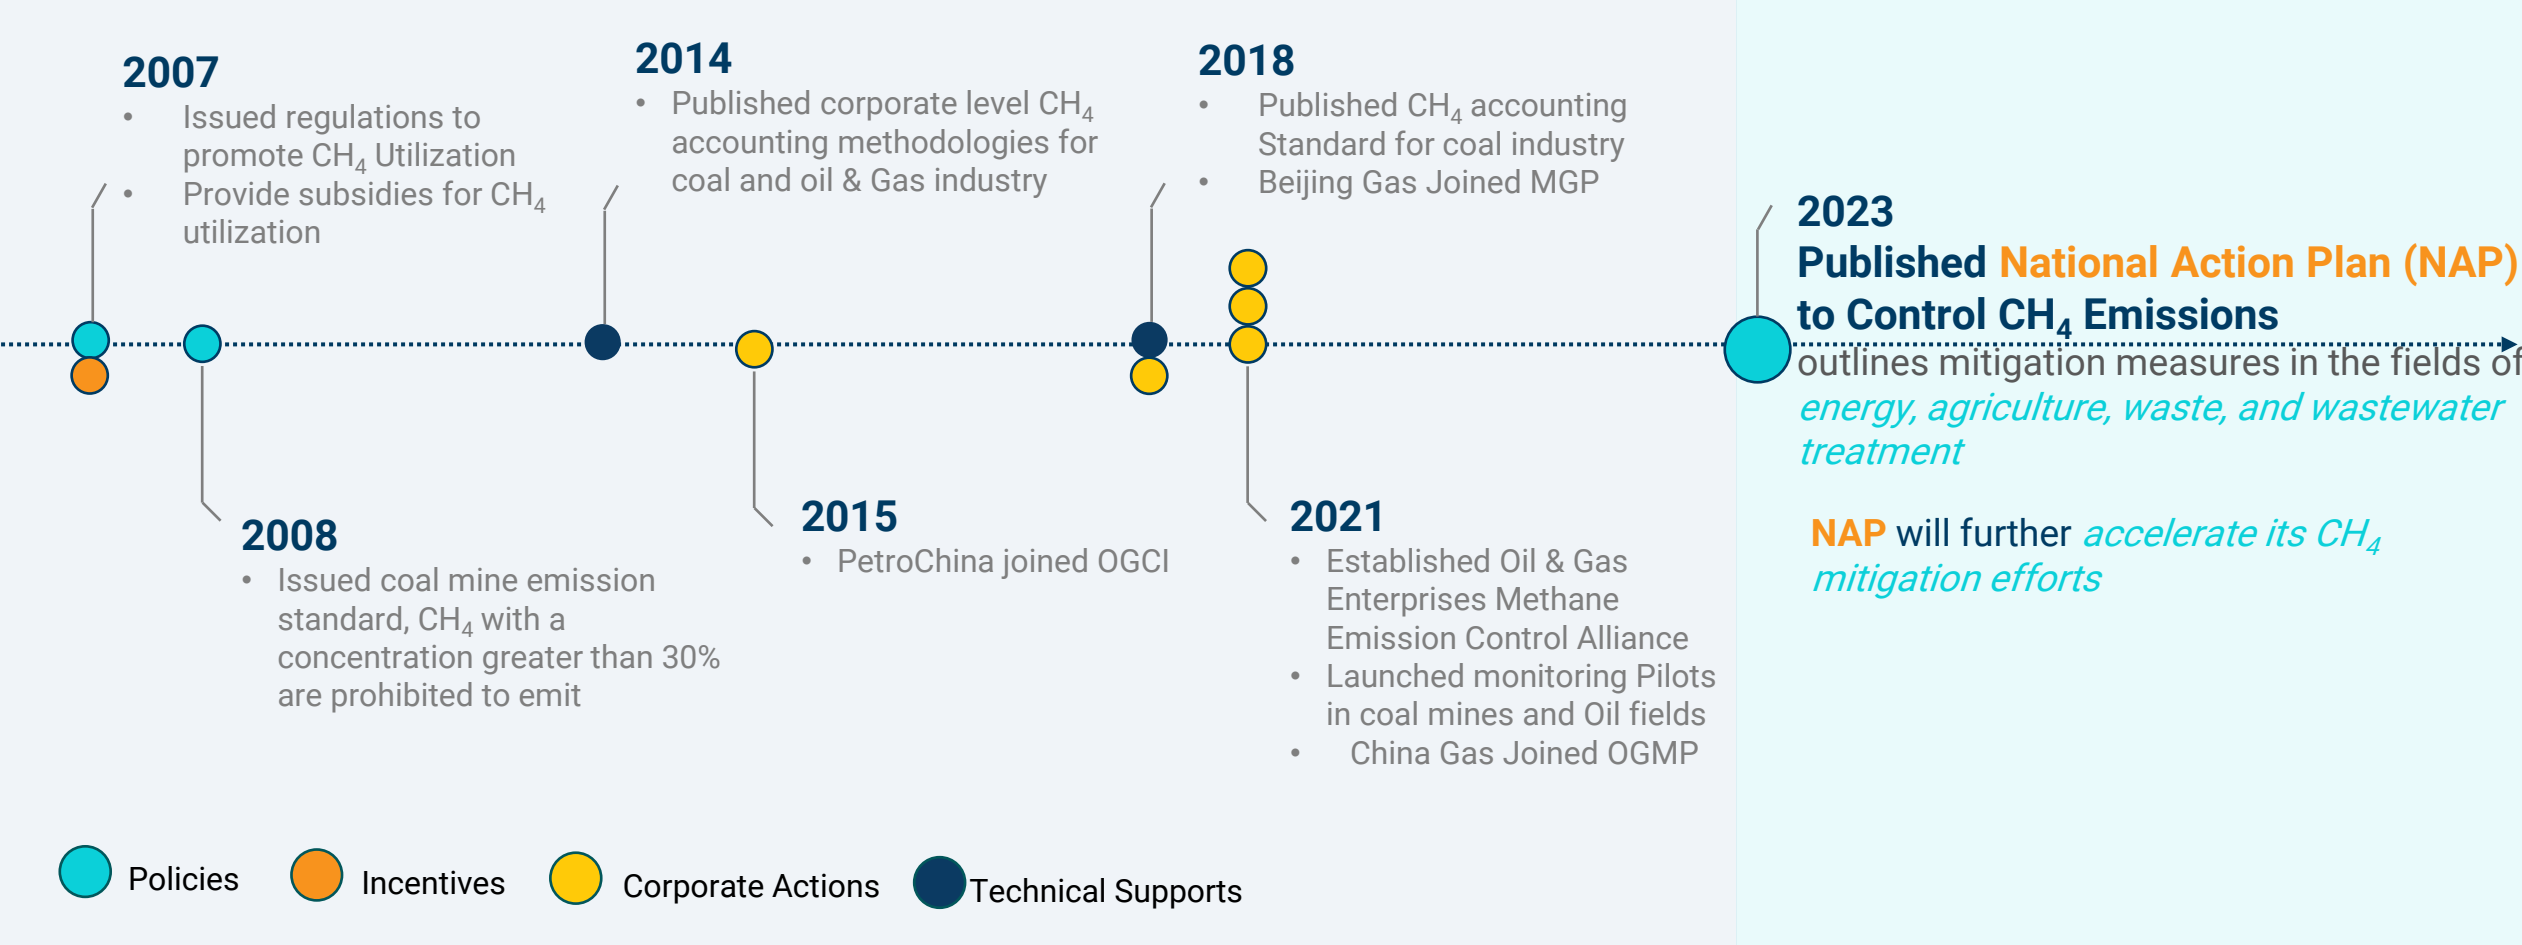 2007
• Issued regulations to
promote CH₄ Utilization
• Provide subsidies for CH₄
utilization
2014
• Published corporate level CH₄
accounting methodologies for
coal and oil & Gas industry
2018
• Published CH₄ accounting
Standard for coal industry
• Beijing Gas Joined MGP
2023
Published National Action Plan (NAP)
to Control CH₄ Emissions
outlines mitigation measures in the fields of
energy, agriculture, waste, and wastewater
treatment
NAP will further accelerate its CH₄
mitigation efforts
2008
• Issued coal mine emission
standard, CH₄ with a
concentration greater than 30%
are prohibited to emit
2015
• PetroChina joined OGCI
2021
• Established Oil & Gas
Enterprises Methane
Emission Control Alliance
• Launched monitoring Pilots
in coal mines and Oil fields
• China Gas Joined OGMP
Policies
Incentives
Corporate Actions
Technical Supports